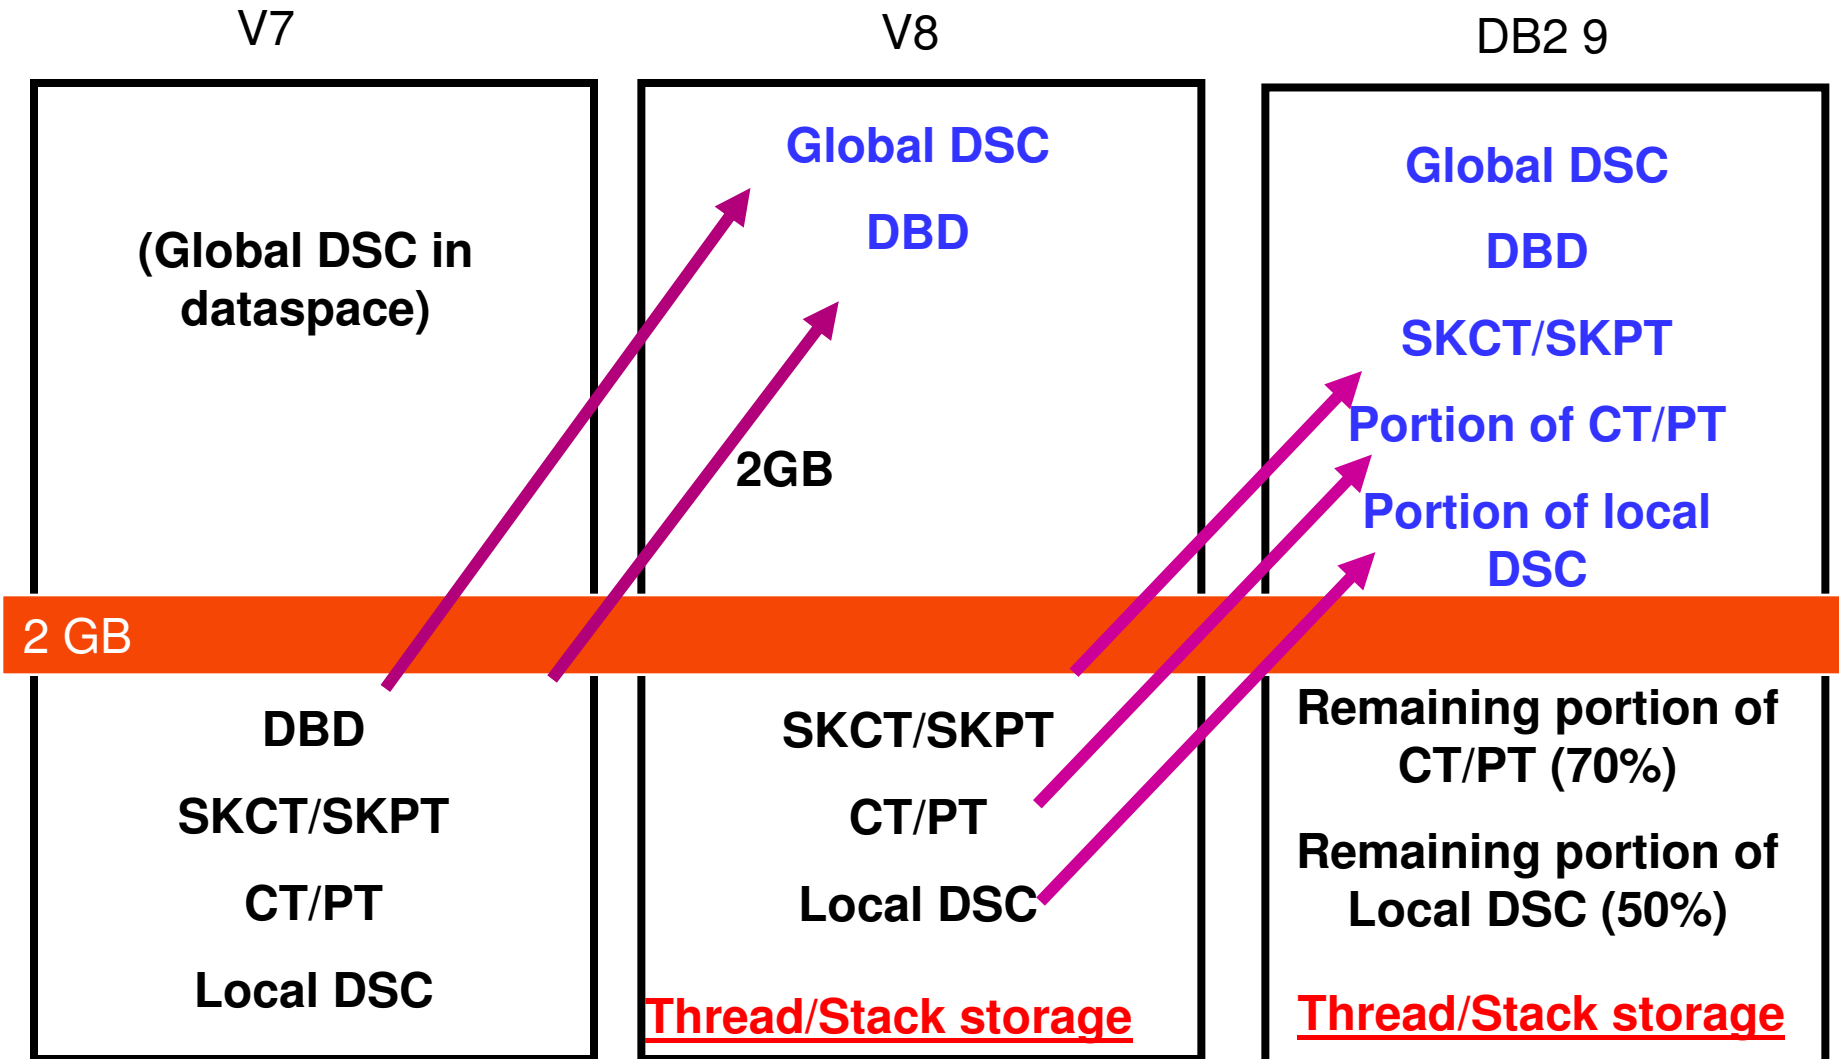 V7
(Global DSC in
dataspace)
DBD
SKCT/SKPT
CT/PT
Local DSC
V8
Global DSC
DBD
2GB
SKCT/SKPT
CT/PT
Local DSC
Thread/Stack storage
DB2 9
Global DSC
DBD
SKCT/SKPT
Portion of CT/PT
Portion of local
DSC
Remaining portion of
CT/PT (70%)
Remaining portion of
Local DSC (50%)
Thread/Stack storage
2 GB